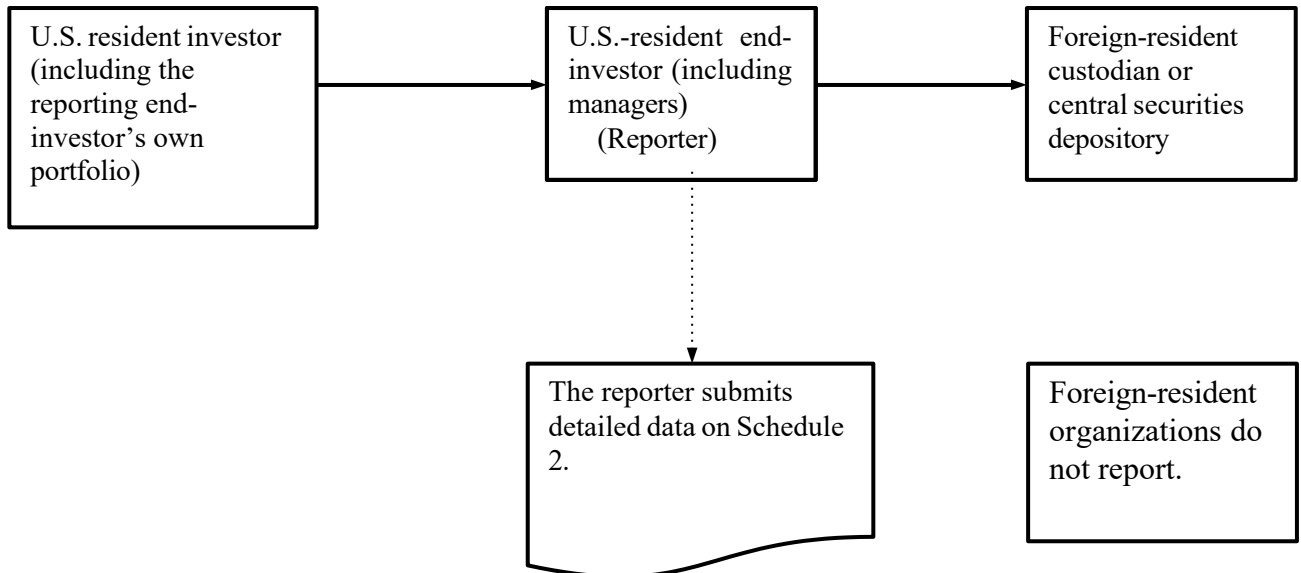 U.S. resident investor
(including the
reporting end-
investor’s own
portfolio)
U.S.-resident end-
investor (including
managers)
(Reporter)
Foreign-resident
custodian or
central securities
depository
The reporter submits
detailed data on Schedule
2.
Foreign-resident
organizations do
not report.